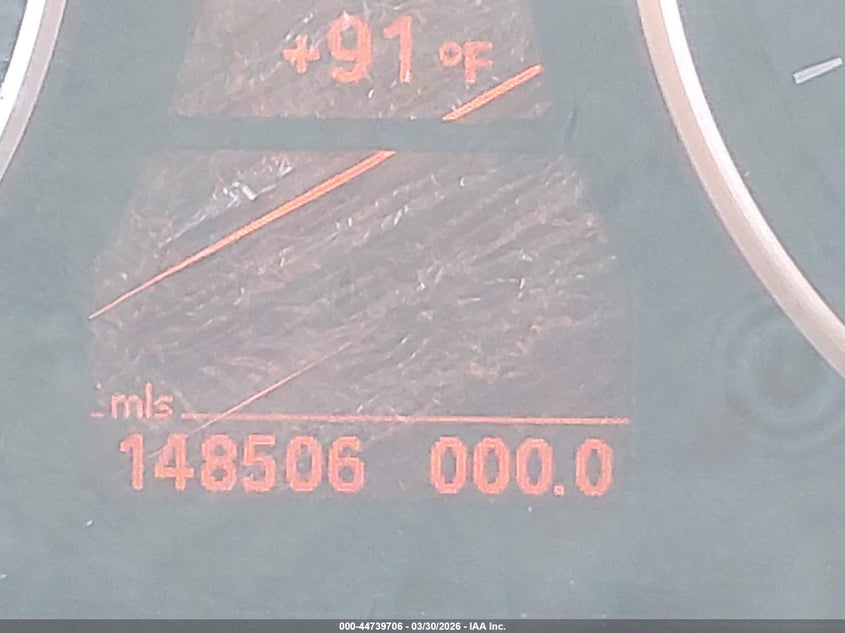 +91 °F
mls
148506 000.0
000-44739706 - 03/30/2026 - IAA Inc.